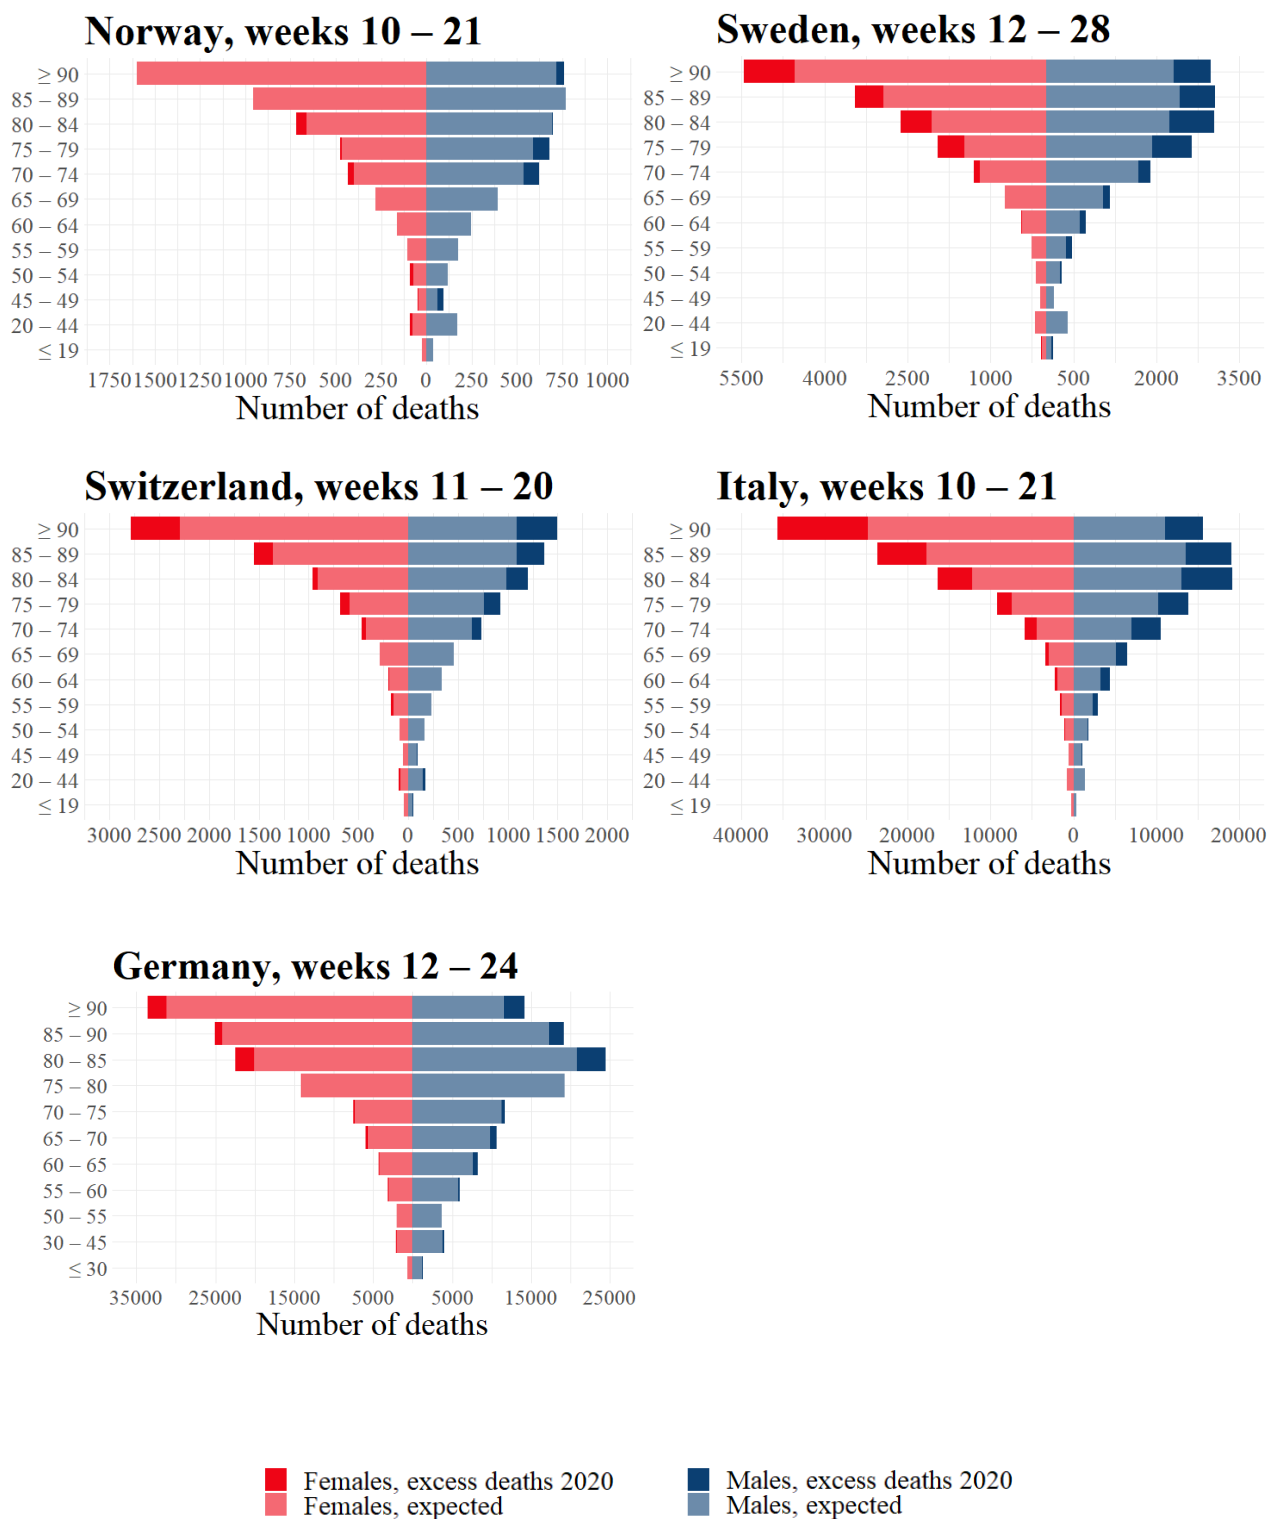 Norway, weeks 10 – 21
≥ 90
85 – 89
80 – 84
75 – 79
70 – 74
65 – 69
60 – 64
55 – 59
50 – 54
45 – 49
20 – 44
≤ 19
1750 1500 1250 1000 750 500 250 0 250 500 750 1000
Number of deaths
Sweden, weeks 12 – 28
≥ 90
85 – 89
80 – 84
75 – 79
70 – 74
65 – 69
60 – 64
55 – 59
50 – 54
45 – 49
20 – 44
≤ 19
5500 4000 2500 1000 500 2000 3500
Number of deaths
Switzerland, weeks 11 – 20
≥ 90
85 – 89
80 – 84
75 – 79
70 – 74
65 – 69
60 – 64
55 – 59
50 – 54
45 – 49
20 – 44
≤ 19
3000 2500 2000 1500 1000 500 0 500 1000 1500 2000
Number of deaths
Italy, weeks 10 – 21
≥ 90
85 – 89
80 – 84
75 – 79
70 – 74
65 – 69
60 – 64
55 – 59
50 – 54
45 – 49
20 – 44
≤ 19
40000 30000 20000 10000 0 10000 20000
Number of deaths
Germany, weeks 12 – 24
≥ 90
85 – 90
80 – 85
75 – 80
70 – 75
65 – 70
60 – 65
55 – 60
50 – 55
30 – 45
≤ 30
35000 25000 15000 5000 5000 15000 25000
Number of deaths
Females, excess deaths 2020
Females, expected
Males, excess deaths 2020
Males, expected